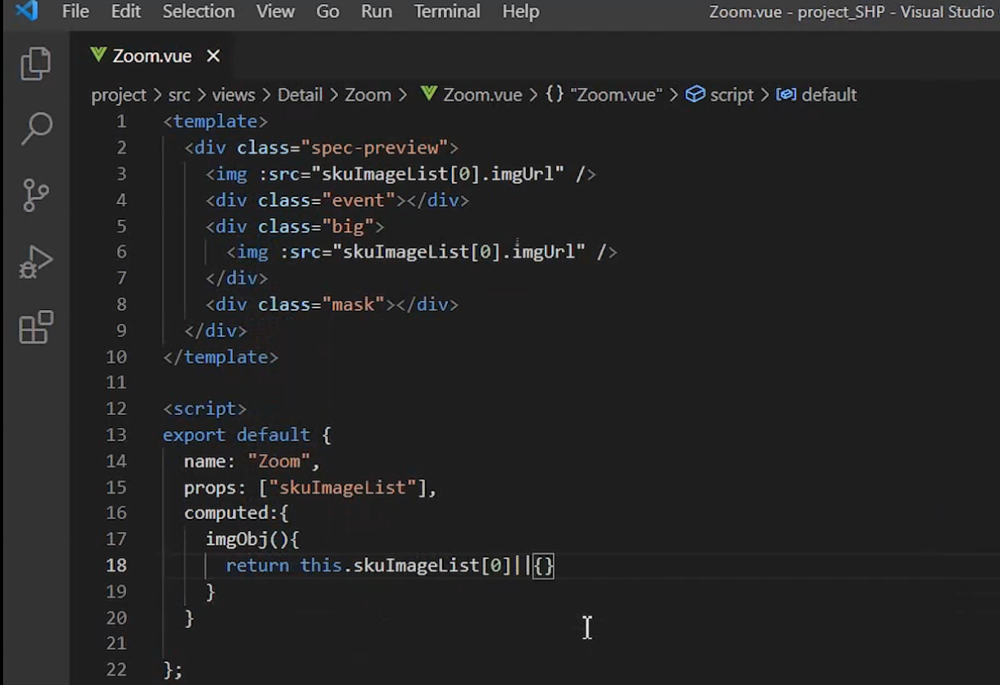 File Edit Selection View Go Run Terminal Help Zoom.vue - project_SHP - Visual Studio
Zoom.vue
project > src > views > Detail > Zoom > Zoom.vue > {} "Zoom.vue" > script > default
1 <template>
2 <div class="spec-preview">
3 <img :src="skuImageList[0].imgUrl" />
4 <div class="event"></div>
5 <div class="big">
6 <img :src="skuImageList[0].imgUrl" />
7 </div>
8 <div class="mask"></div>
9 </div>
10 </template>
11
12 <script>
13 export default {
14 name: "Zoom",
15 props: ["skuImageList"],
16 computed:{
17 imgObj(){
18 return this.skuImageList[0]||{}
19 }
20 }
21
22 };